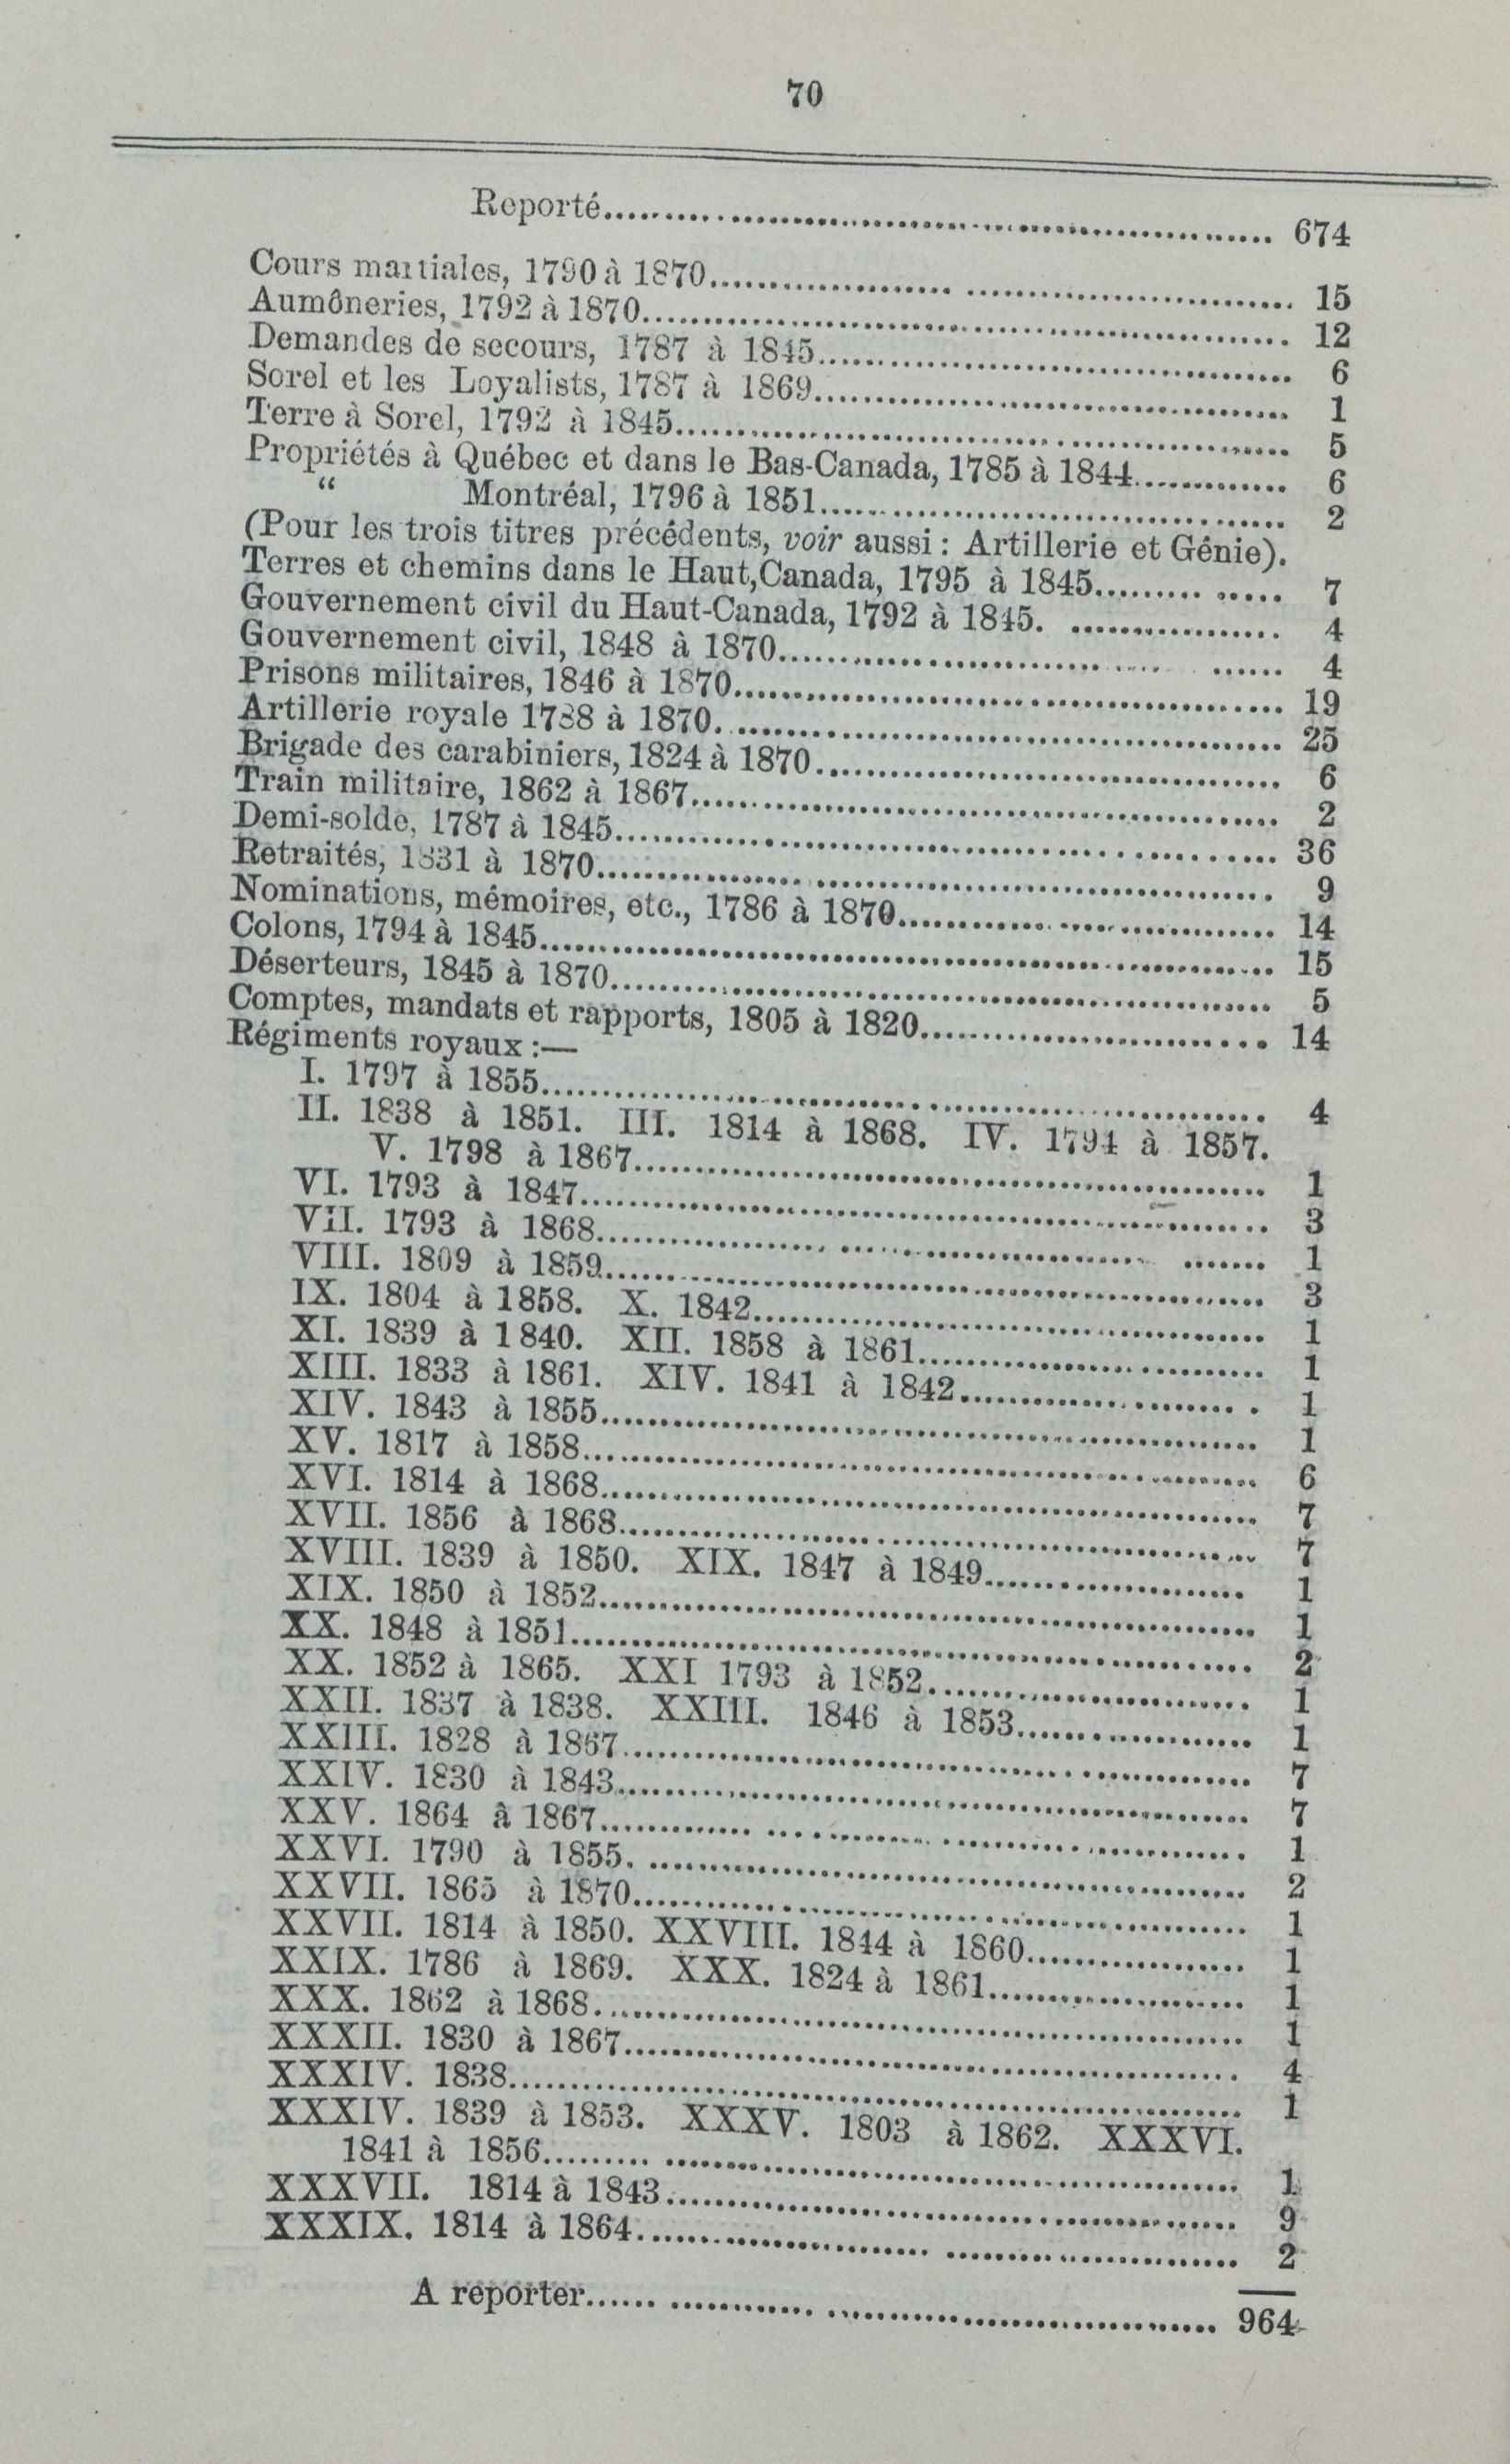 70
Reporté........................................ 674
Cours martiales, 1790 à 1870........................................ 15
Aumôneries, 1792 à 1870........................................ 12
Demandes de secours, 1787 à 1845........................................ 6
Sorel et les Loyalists, 1787 à 1869........................................ 1
Terre à Sorel, 1792 à 1845........................................ 5
Propriétés à Québec et dans le Bas-Canada, 1785 à 1844............. 6
“ Montréal, 1796 à 1851........................................ 2
(Pour les trois titres précédents, voir aussi : Artillerie et Génie).
Terres et chemins dans le Haut,Canada, 1795 à 1845.............. 7
Gouvernement civil du Haut-Canada, 1792 à 1845. ................. 4
Gouvernement civil, 1848 à 1870........................................ 4
Prisons militaires, 1846 à 1870........................................ 19
Artillerie royale 1788 à 1870........................................ 25
Brigade des carabiniers, 1824 à 1870........................................ 6
Train militaire, 1862 à 1867........................................ 2
Demi-solde, 1787 à 1845........................................ 36
Retraités, 1831 à 1870........................................ 9
Nominations, mémoires, etc., 1786 à 1870.............................. 14
Colons, 1794 à 1845........................................ 15
Déserteurs, 1845 à 1870........................................ 5
Comptes, mandats et rapports, 1805 à 1820.............................. 14
Régiments royaux :—
I. 1797 à 1855........................................ 4
II. 1838 à 1851. III. 1814 à 1868. IV. 1794 à 1857.
V. 1798 à 1867........................................ 1
VI. 1793 à 1847........................................ 3
VII. 1793 à 1868........................................ 1
VIII. 1809 à 1859........................................ 3
IX. 1804 à 1858. X. 1842........................................ 1
XI. 1839 à 1840. XII. 1858 à 1861.............................. 1
XIII. 1833 à 1861. XIV. 1841 à 1842.............................. 1
XIV. 1843 à 1855........................................ 1
XV. 1817 à 1858........................................ 6
XVI. 1814 à 1868........................................ 7
XVII. 1856 à 1868........................................ 7
XVIII. 1839 à 1850. XIX. 1847 à 1849......................... 1
XIX. 1850 à 1852........................................ 1
XX. 1848 à 1851........................................ 2
XX. 1852 à 1865. XXI 1793 à 1852.............................. 1
XXII. 1837 à 1838. XXIII. 1846 à 1853...................... 1
XXIII. 1828 à 1867........................................ 7
XXIV. 1830 à 1843........................................ 7
XXV. 1864 à 1867........................................ 1
XXVI. 1790 à 1855. ........................................ 2
XXVII. 1865 à 1870........................................ 1
XXVII. 1814 à 1850. XXVIII. 1844 à 1860.................... 1
XXIX. 1786 à 1869. XXX. 1824 à 1861........................ 1
XXX. 1862 à 1868........................................ 1
XXXII. 1830 à 1867........................................ 4
XXXIV. 1838........................................ 1
XXXIV. 1839 à 1853. XXXV. 1803 à 1862. XXXVI.
1841 à 1856........................................ 1
XXXVII. 1814 à 1843........................................ 9
XXXIX. 1814 à 1864........................................ 2
A reporter........................................ 964